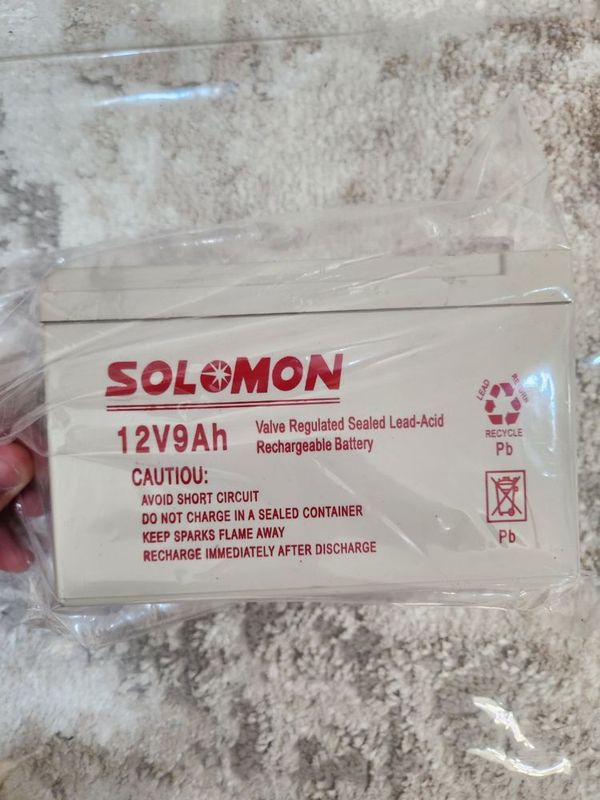 SOLOMON
12V9Ah
Valve Regulated Sealed Lead-Acid
Rechargeable Battery
CAUTIOU:
AVOID SHORT CIRCUIT
DO NOT CHARGE IN A SEALED CONTAINER
KEEP SPARKS FLAME AWAY
RECHARGE IMMEDIATELY AFTER DISCHARGE
LEAD RETURN
RECYCLE
Pb
Pb